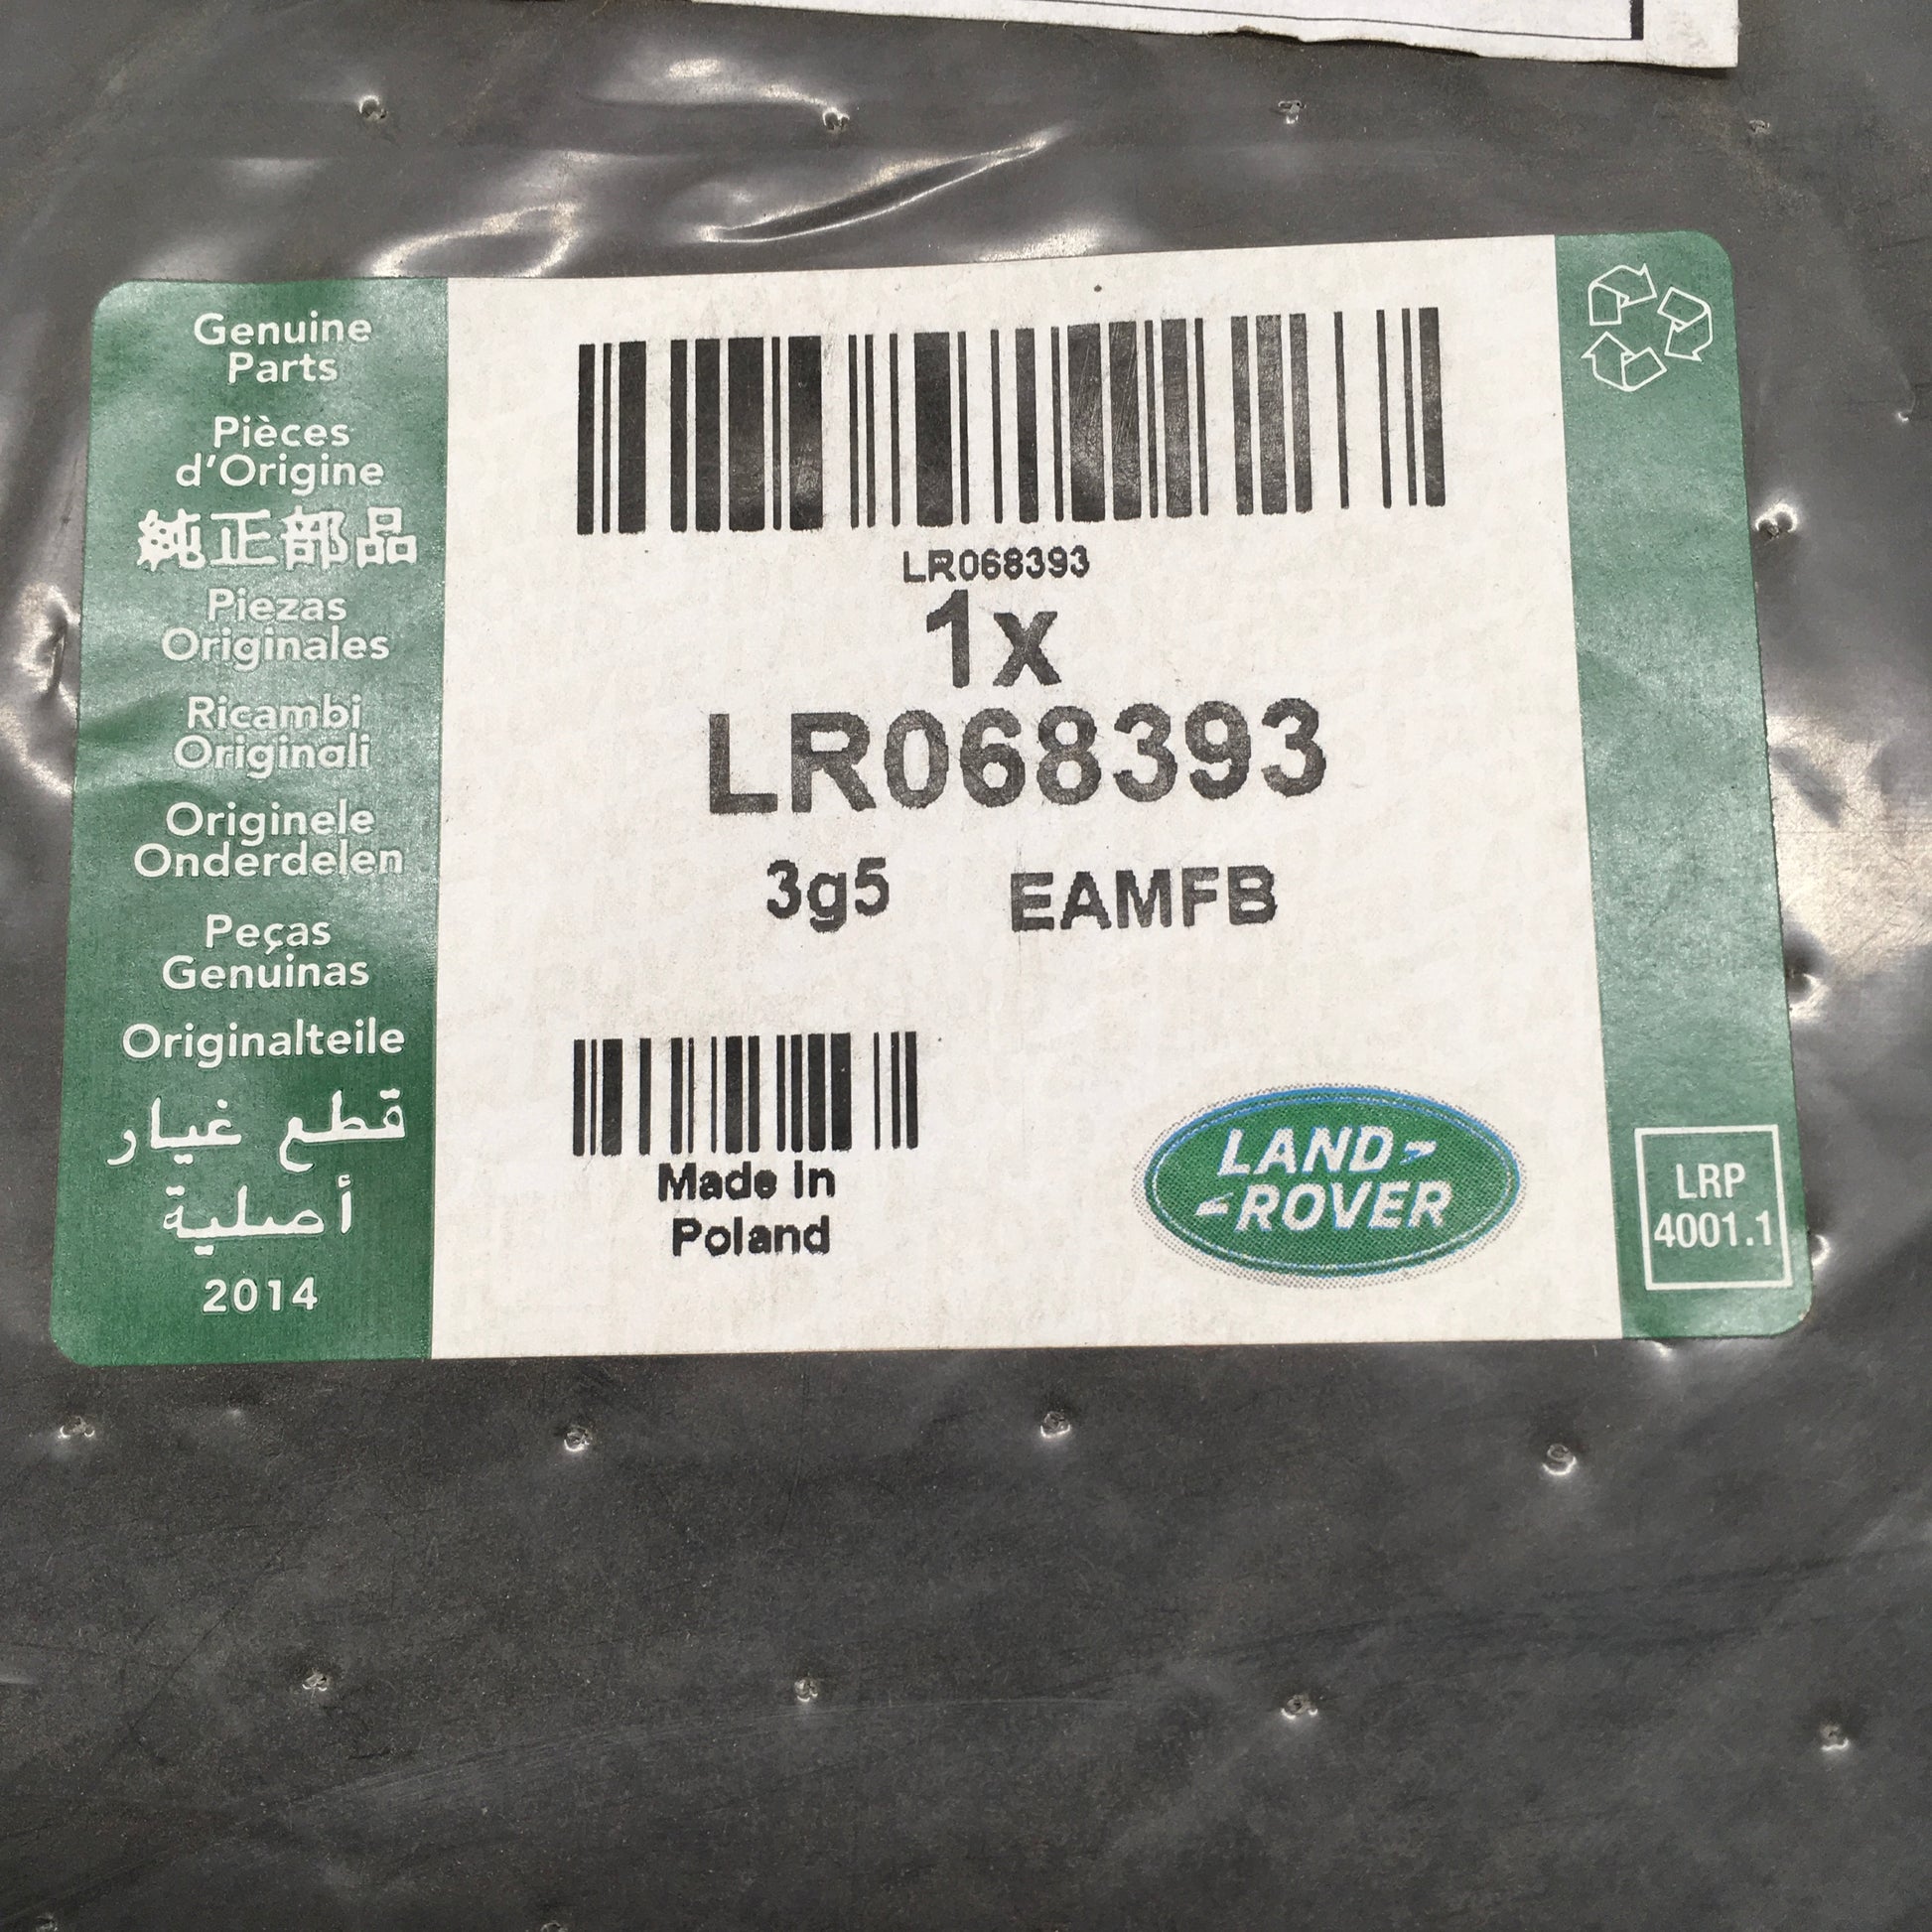 Genuine
Parts
Pièces
d'Origine
純正部品
Piezas
Originales
Ricambi
Originali
Originele
Onderdelen
Peças
Genuínas
Originalteile
قطع غيار
أصلية
2014
LR068393
1x
LR068393
3g5 EAMFB
Made In
Poland
LAND-
-ROVER
LRP
4001.1